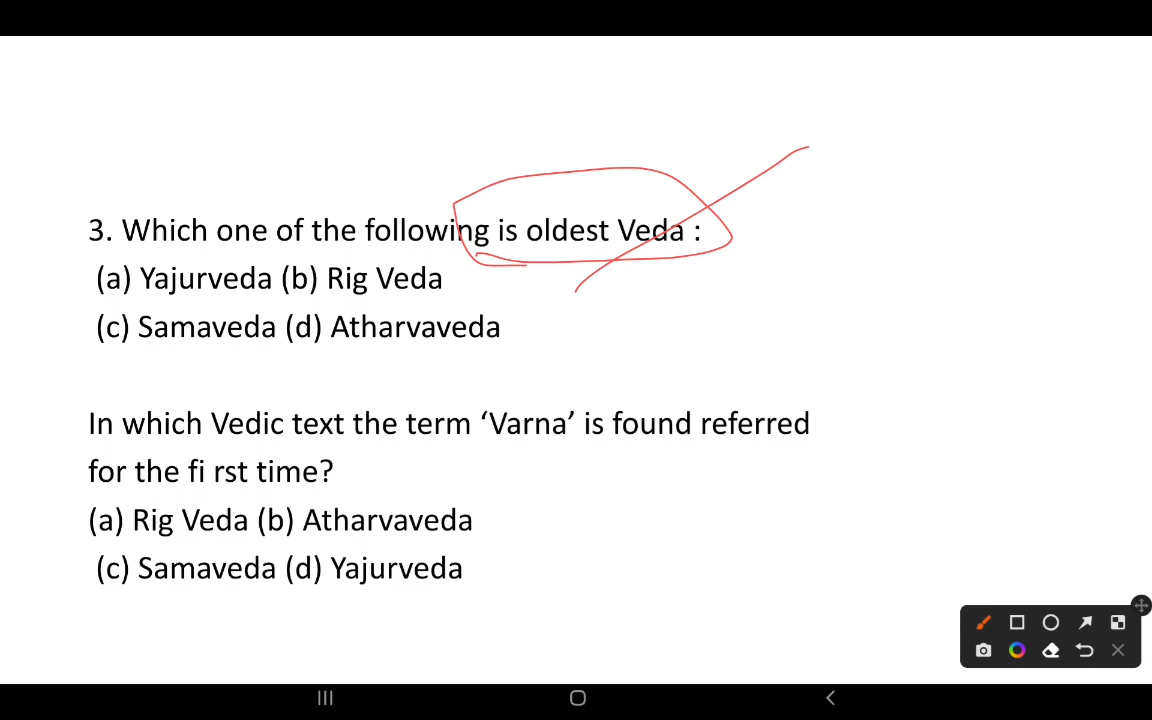 3. Which one of the following is oldest Veda :
(a) Yajurveda (b) Rig Veda
(c) Samaveda (d) Atharvaveda
In which Vedic text the term ‘Varna’ is found referred
for the fi rst time?
(a) Rig Veda (b) Atharvaveda
(c) Samaveda (d) Yajurveda